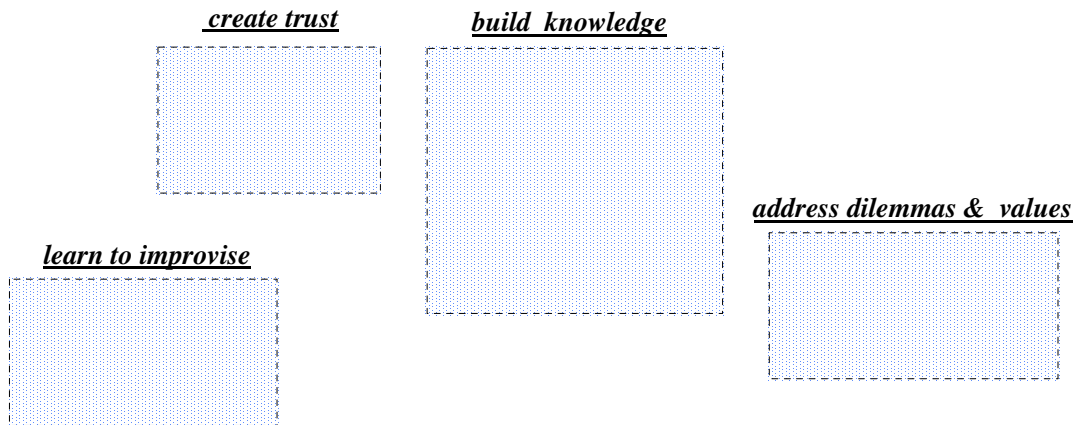 create trust
build knowledge
address dilemmas & values
learn to improvise